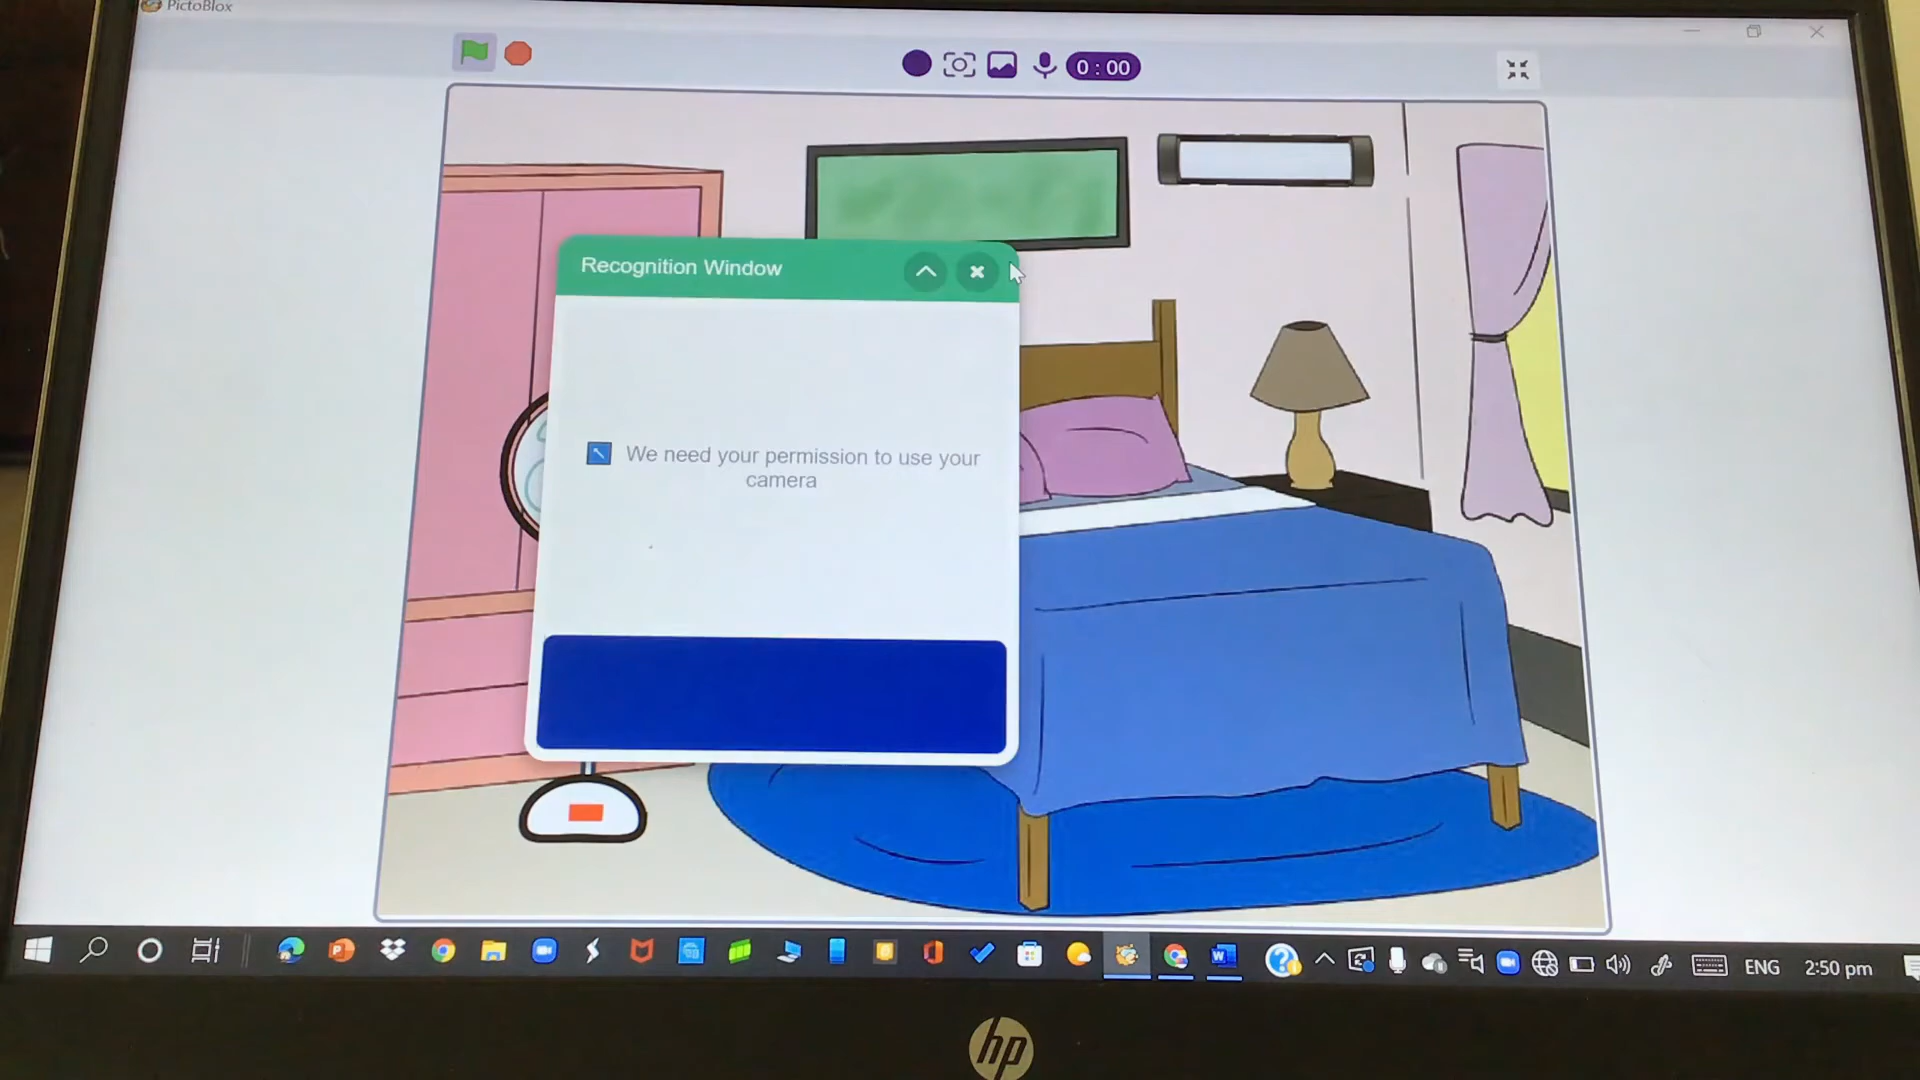 PictoBlox
0 : 00
Recognition Window
We need your permission to use your
camera
ENG
2:50 pm
hp